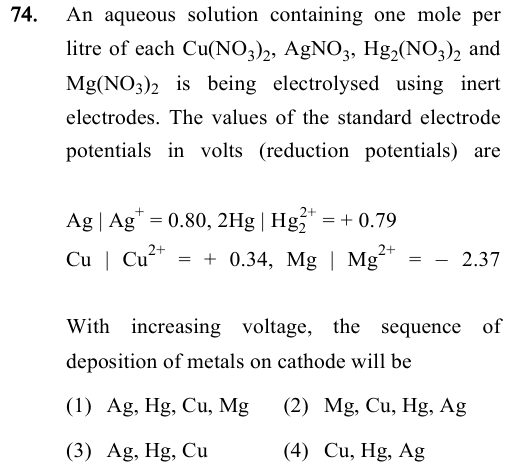 74. An aqueous solution containing one mole per
litre of each Cu(NO₃)₂, AgNO₃, Hg₂(NO₃)₂ and
Mg(NO₃)₂ is being electrolysed using inert
electrodes. The values of the standard electrode
potentials in volts (reduction potentials) are
Ag | Ag⁺ = 0.80, 2Hg | Hg₂²⁺ = + 0.79
Cu | Cu²⁺ = + 0.34, Mg | Mg²⁺ = – 2.37
With increasing voltage, the sequence of
deposition of metals on cathode will be
(1) Ag, Hg, Cu, Mg (2) Mg, Cu, Hg, Ag
(3) Ag, Hg, Cu (4) Cu, Hg, Ag